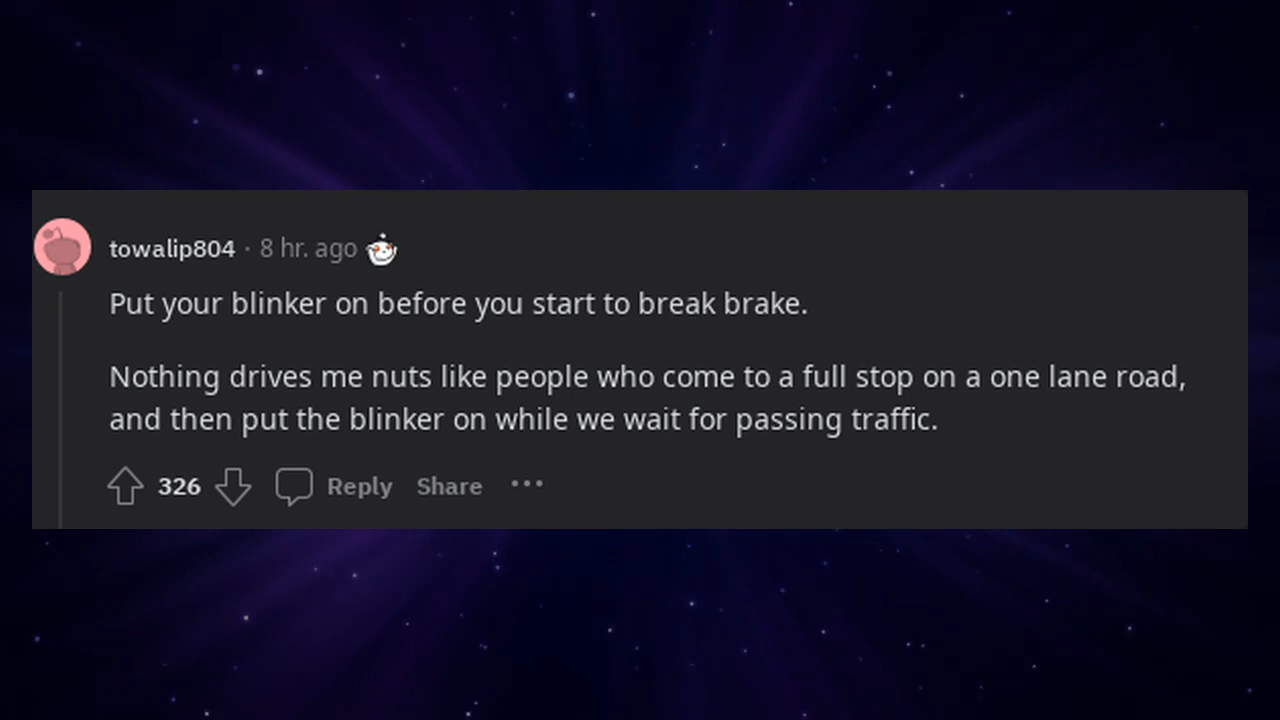 towalip804 · 8 hr. ago
Put your blinker on before you start to break brake.
Nothing drives me nuts like people who come to a full stop on a one lane road,
and then put the blinker on while we wait for passing traffic.
326 Reply Share •••